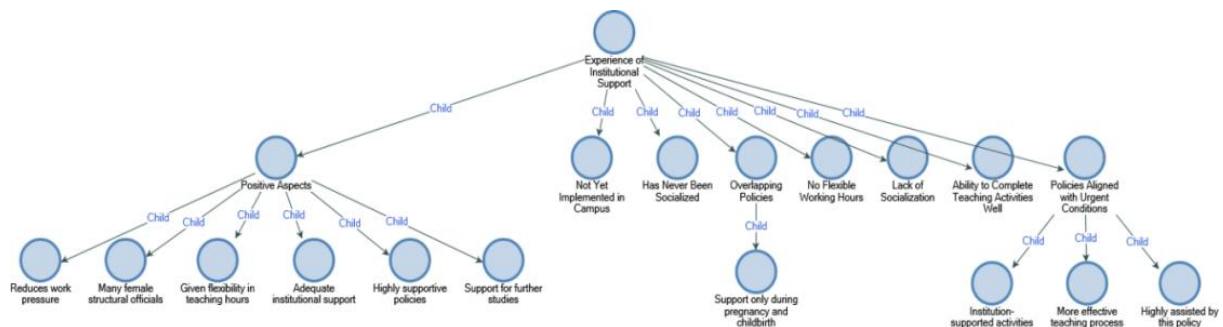 Experience of
Institutional
Support
Child
Child
Child
Child
Child
Child
Child
Child
Positive Aspects
Not Yet
Implemented in
Campus
Has Never Been
Socialized
Overlapping
Policies
No Flexible
Working Hours
Lack of
Socialization
Ability to Complete
Teaching Activities
Well
Policies Aligned
with Urgent
Conditions
Child
Child
Child
Child
Child
Child
Child
Child
Child
Child
Reduces work
pressure
Many female
structural officials
Given flexibility in
teaching hours
Adequate
institutional support
Highly supportive
policies
Support for further
studies
Support only during
pregnancy and
childbirth
Institution-
supported activities
More effective
teaching process
Highly assisted by
this policy